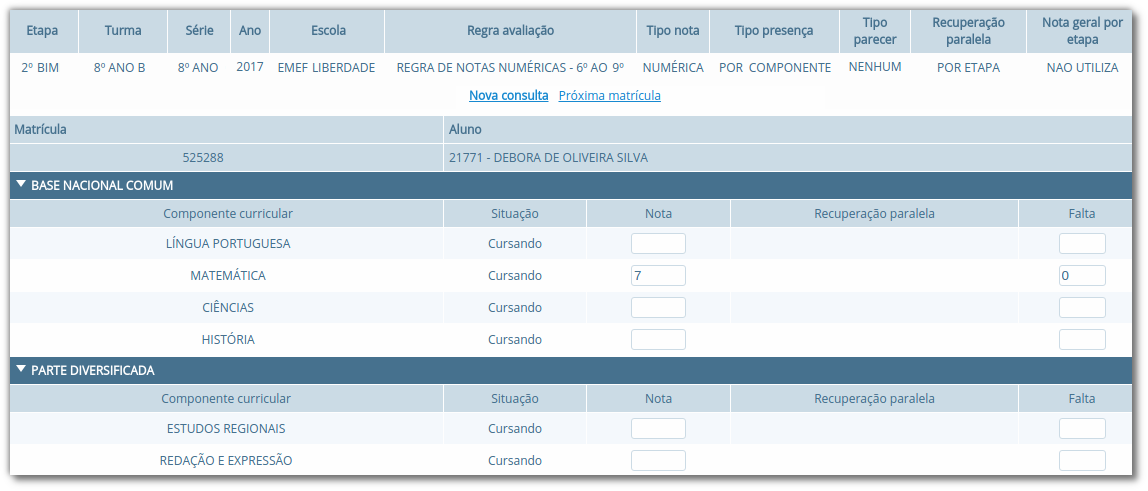 Etapa Turma Série Ano Escola Regra avaliação Tipo nota Tipo presença Tipo parecer Recuperação paralela Nota geral por etapa
2º BIM 8º ANO B 8º ANO 2017 EMEF LIBERDADE REGRA DE NOTAS NUMÉRICAS - 6º AO 9º NUMÉRICA POR COMPONENTE NENHUM POR ETAPA NAO UTILIZA
Nova consulta Próxima matrícula
Matrícula Aluno
525288 21771 - DEBORA DE OLIVEIRA SILVA
BASE NACIONAL COMUM
Componente curricular Situação Nota Recuperação paralela Falta
LÍNGUA PORTUGUESA Cursando
MATEMÁTICA Cursando 7 0
CIÊNCIAS Cursando
HISTÓRIA Cursando
PARTE DIVERSIFICADA
Componente curricular Situação Nota Recuperação paralela Falta
ESTUDOS REGIONAIS Cursando
REDAÇÃO E EXPRESSÃO Cursando